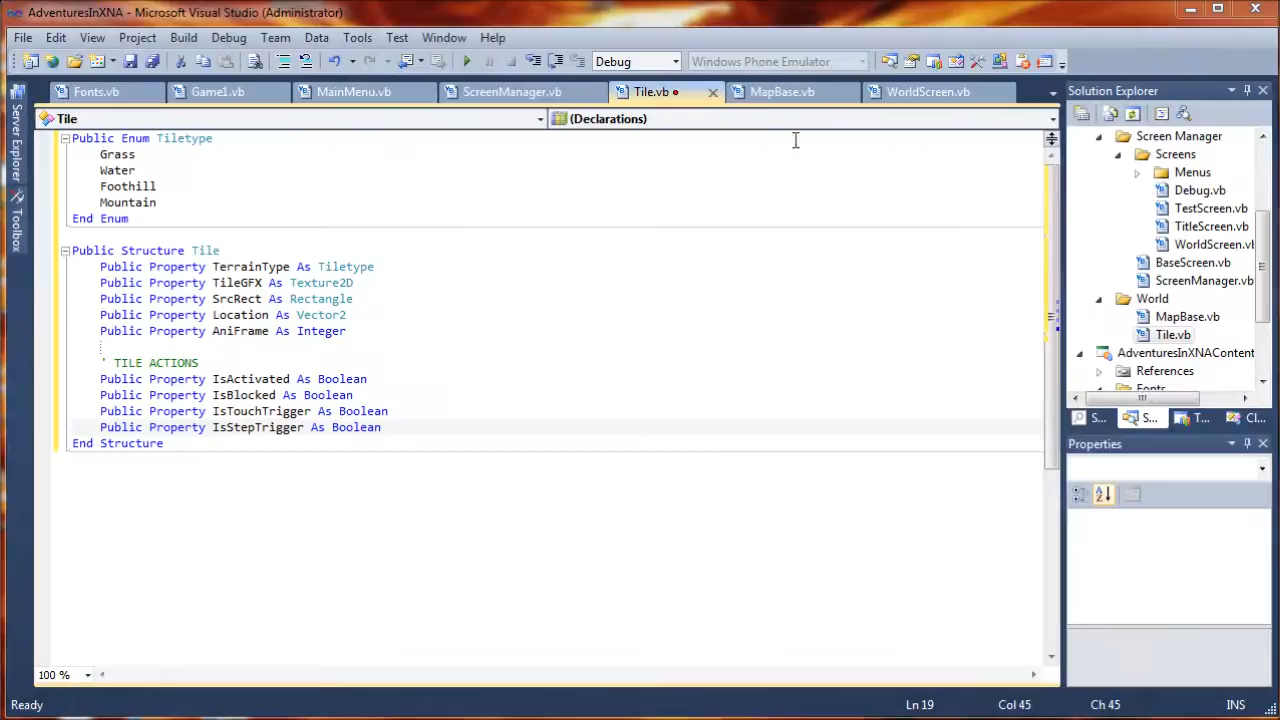 AdventuresInXNA - Microsoft Visual Studio (Administrator)
File Edit View Project Build Debug Team Data Tools Test Window Help
Debug Windows Phone Emulator
Fonts.vb Game1.vb MainMenu.vb ScreenManager.vb Tile.vb MapBase.vb WorldScreen.vb
Tile (Declarations)
Server Explorer
Toolbox
Public Enum Tiletype
Grass
Water
Foothill
Mountain
End Enum
Public Structure Tile
Public Property TerrainType As Tiletype
Public Property TileGFX As Texture2D
Public Property SrcRect As Rectangle
Public Property Location As Vector2
Public Property AniFrame As Integer
' TILE ACTIONS
Public Property IsActivated As Boolean
Public Property IsBlocked As Boolean
Public Property IsTouchTrigger As Boolean
Public Property IsStepTrigger As Boolean
End Structure
100 %
Solution Explorer
Screen Manager
Screens
Menus
Debug.vb
TestScreen.vb
TitleScreen.vb
WorldScreen.vb
BaseScreen.vb
ScreenManager.vb
World
MapBase.vb
Tile.vb
AdventuresInXNAContent
References
Fonts
S... S... T... Cl...
Properties
Ready Ln 19 Col 45 Ch 45 INS